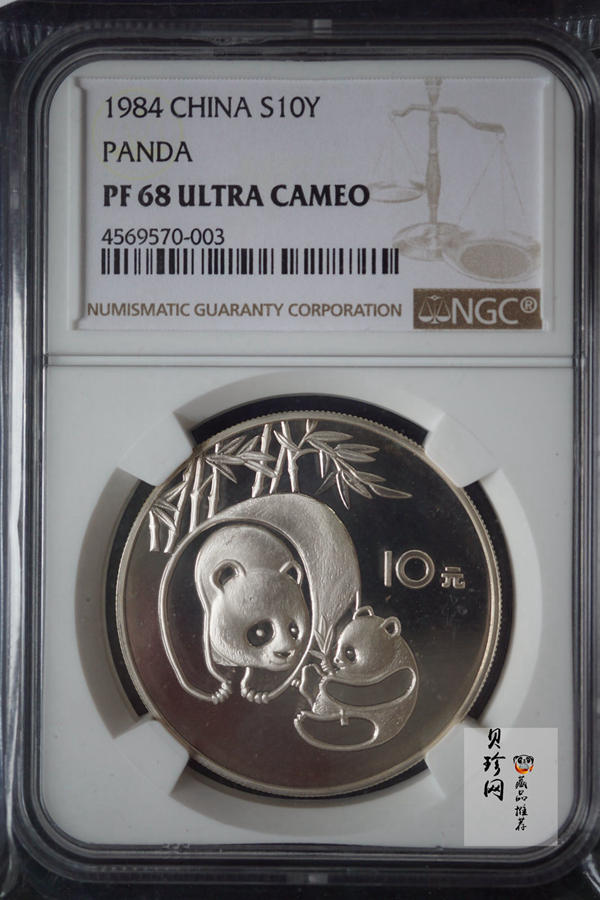 1984 CHINA S10Y
PANDA
PF 68 ULTRA CAMEO
4569570-003
NUMISMATIC GUARANTY CORPORATION
NGC®
10元
贝珍网
藏品推荐